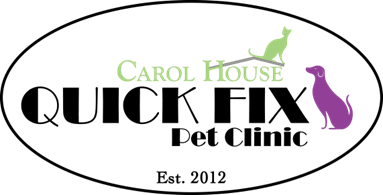 CAROL HOUSE
QUICK FIX
Pet Clinic
Est. 2012